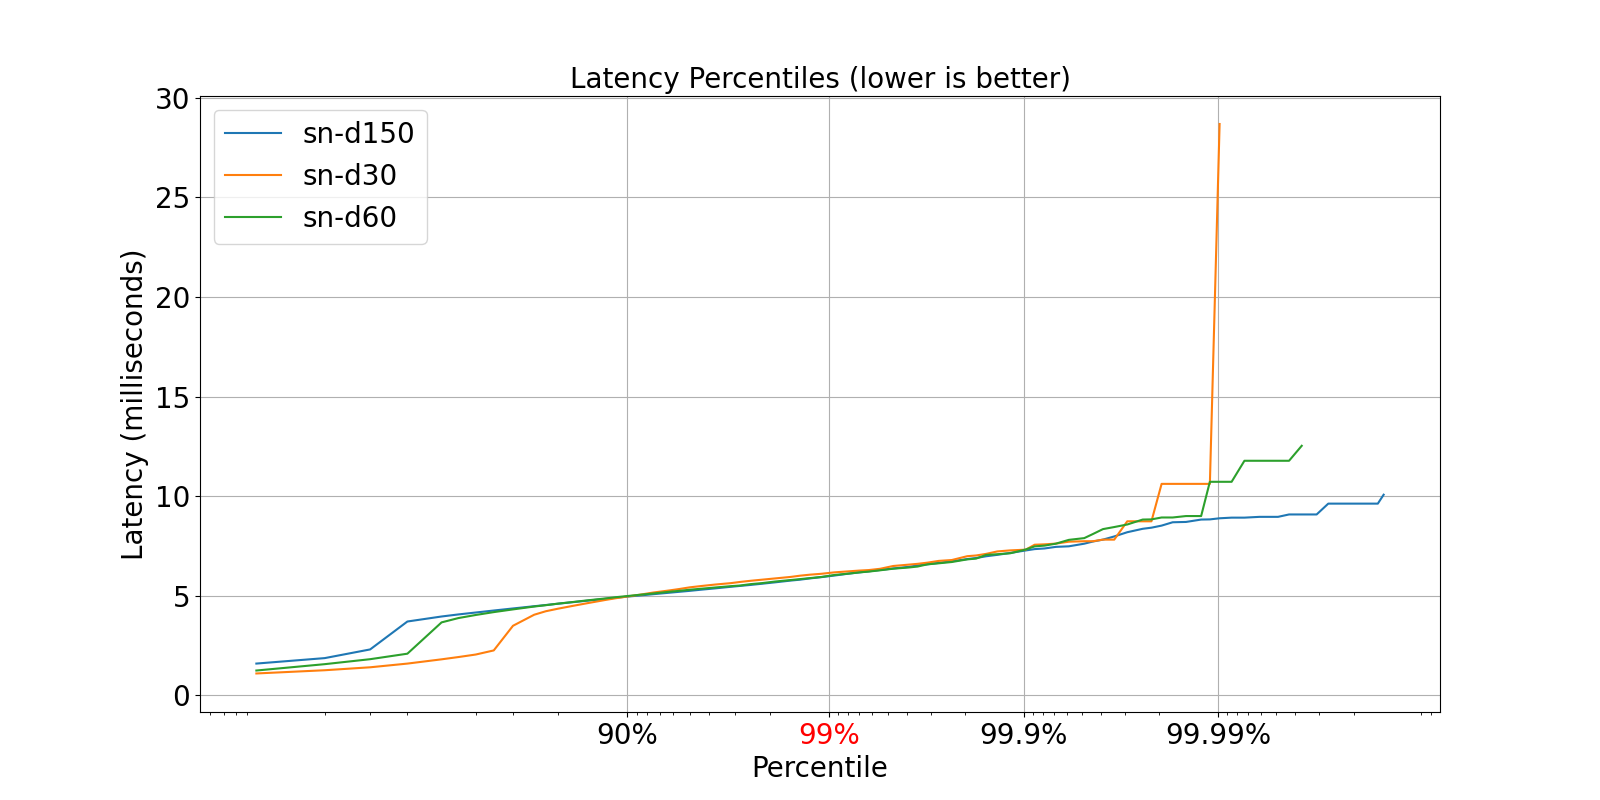 Latency Percentiles (lower is better)
30
25
20
15
10
5
0
Latency (milliseconds)
sn-d150
sn-d30
sn-d60
90%
99%
99.9%
99.99%
Percentile